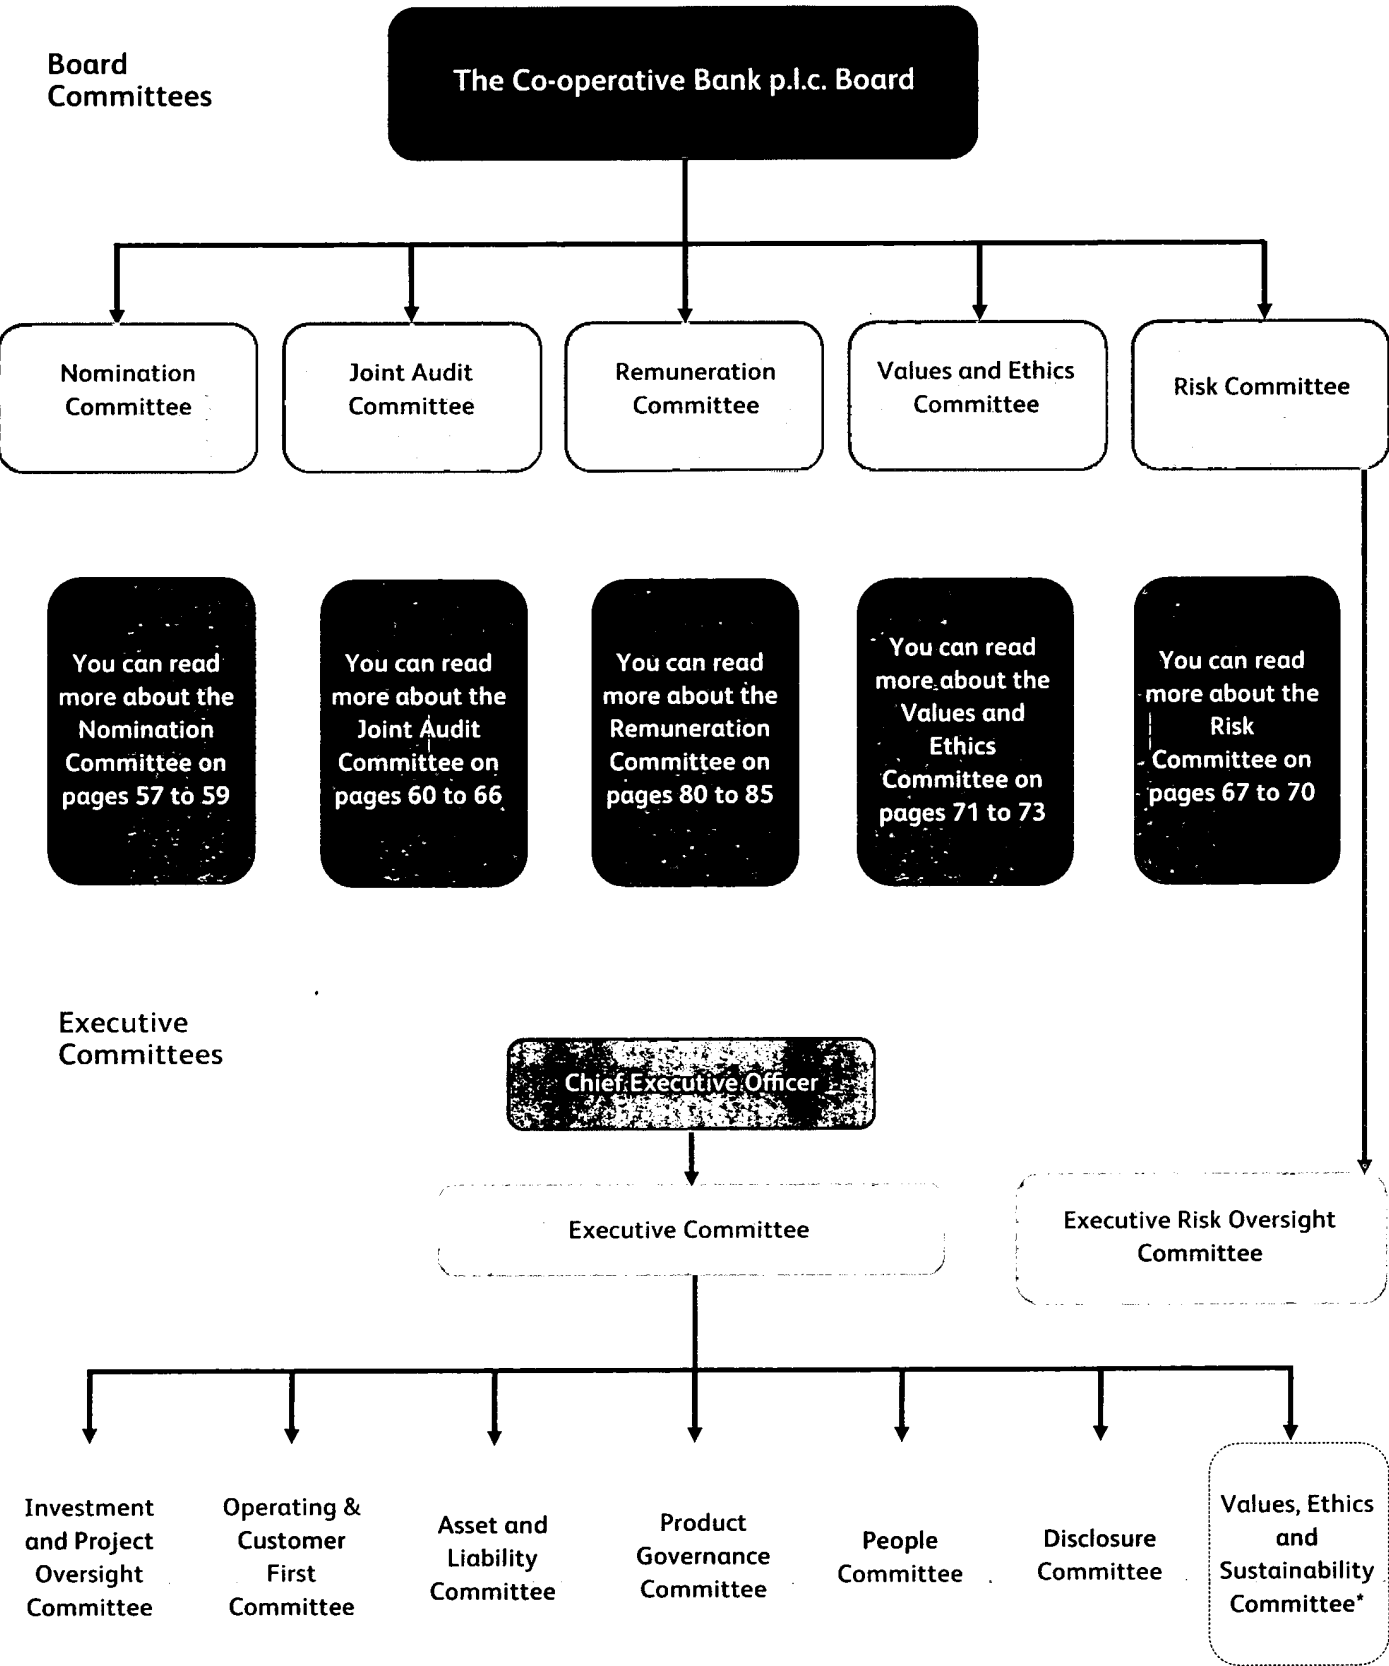 Board
Committees
The Co-operative Bank p.l.c. Board
Nomination
Committee
Joint Audit
Committee
Remuneration
Committee
Values and Ethics
Committee
Risk Committee
You can read
more about the
Nomination
Committee on
pages 57 to 59
You can read
more about the
Joint Audit
Committee on
pages 60 to 66
You can read
more about the
Remuneration
Committee on
pages 80 to 85
You can read
more about the
Values and
Ethics
Committee on
pages 71 to 73
You can read
more about the
Risk
Committee on
pages 67 to 70
Executive
Committees
Chief Executive Officer
Executive Committee
Executive Risk Oversight
Committee
Investment
and Project
Oversight
Committee
Operating &
Customer
First
Committee
Asset and
Liability
Committee
Product
Governance
Committee
People
Committee
Disclosure
Committee
Values, Ethics
and
Sustainability
Committee*